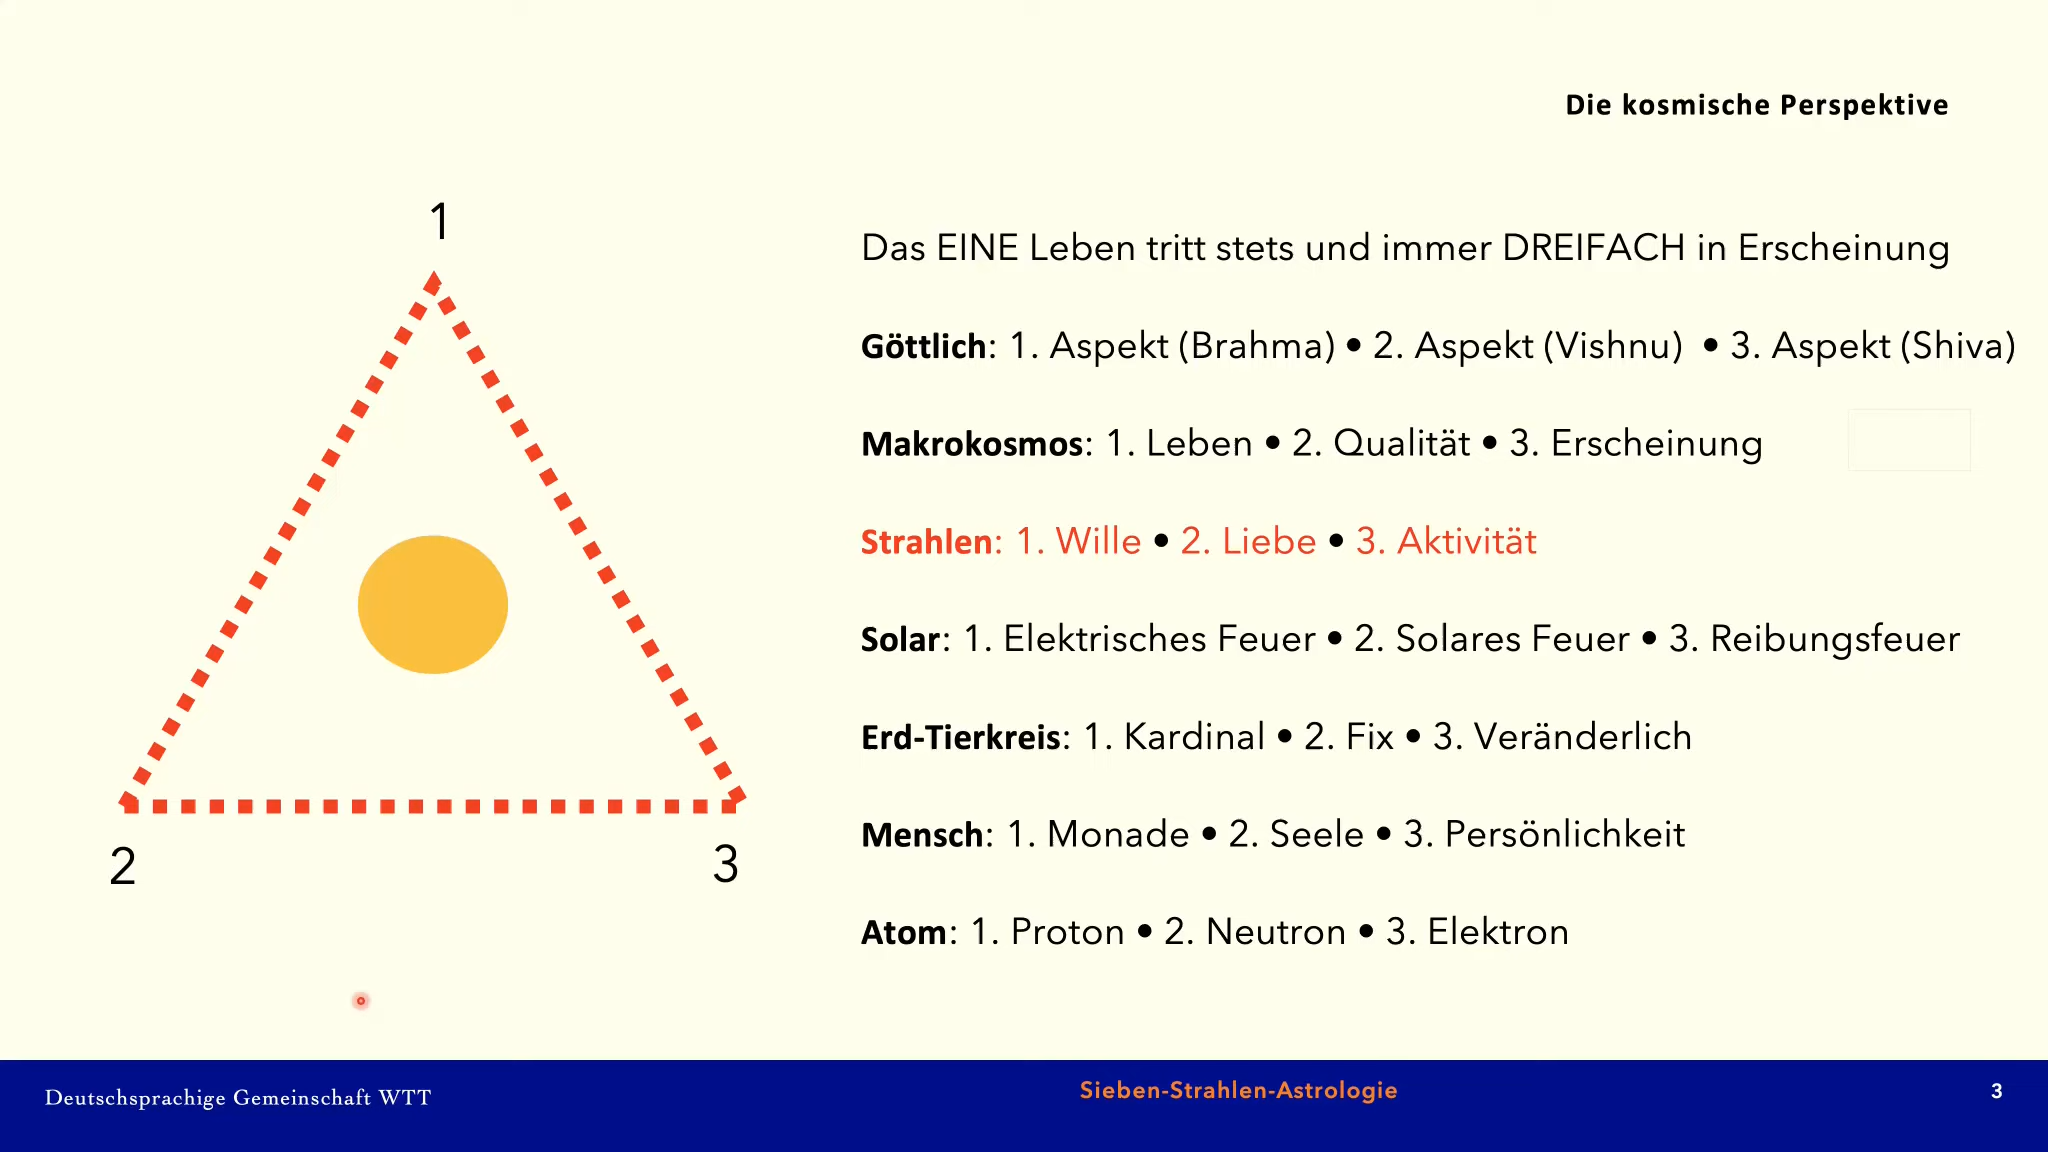 Die kosmische Perspektive
1
2
3
Das EINE Leben tritt stets und immer DREIFACH in Erscheinung
Göttlich: 1. Aspekt (Brahma) • 2. Aspekt (Vishnu) • 3. Aspekt (Shiva)
Makrokosmos: 1. Leben • 2. Qualität • 3. Erscheinung
Strahlen: 1. Wille • 2. Liebe • 3. Aktivität
Solar: 1. Elektrisches Feuer • 2. Solares Feuer • 3. Reibungsfeuer
Erd-Tierkreis: 1. Kardinal • 2. Fix • 3. Veränderlich
Mensch: 1. Monade • 2. Seele • 3. Persönlichkeit
Atom: 1. Proton • 2. Neutron • 3. Elektron
Deutschsprachige Gemeinschaft WTT
Sieben-Strahlen-Astrologie
3